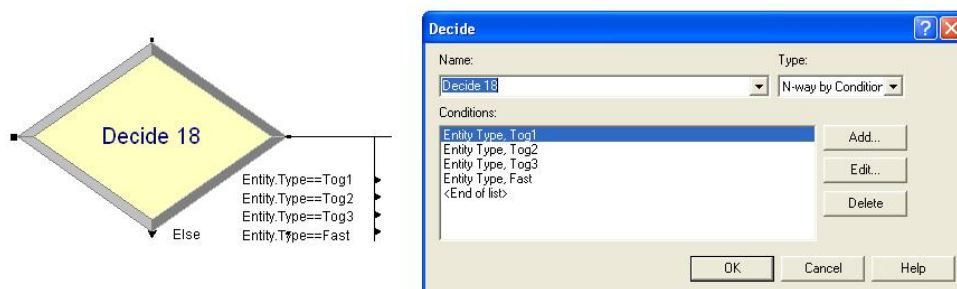 Decide 18
Entity.Type==Tog1
Entity.Type==Tog2
Entity.Type==Tog3
Else Entity.Type==Fast
Decide
Name: Type:
Decide 18 N-way by Condition
Conditions:
Entity Type, Tog1
Entity Type, Tog2
Entity Type, Tog3
Entity Type, Fast
<End of list>
Add...
Edit...
Delete
OK Cancel Help